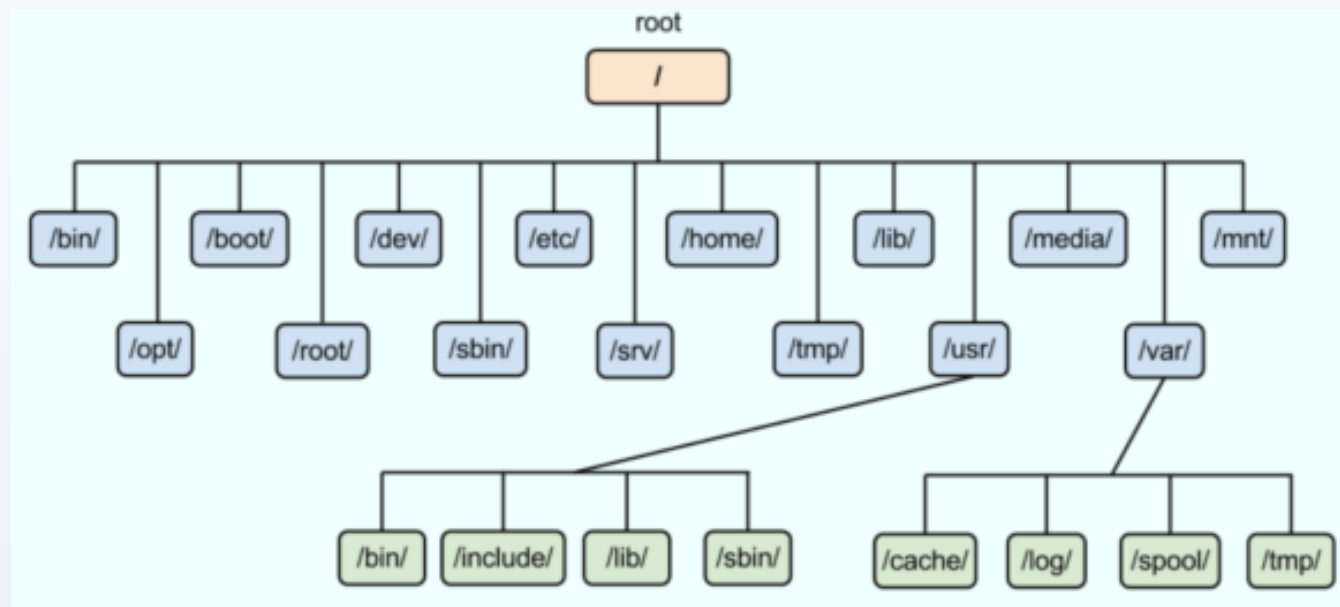 root
/
/bin/ /boot/ /dev/ /etc/ /home/ /lib/ /media/ /mnt/
/opt/ /root/ /sbin/ /srv/ /tmp/ /usr/ /var/
/bin/ /include/ /lib/ /sbin/ /cache/ /log/ /spool/ /tmp/